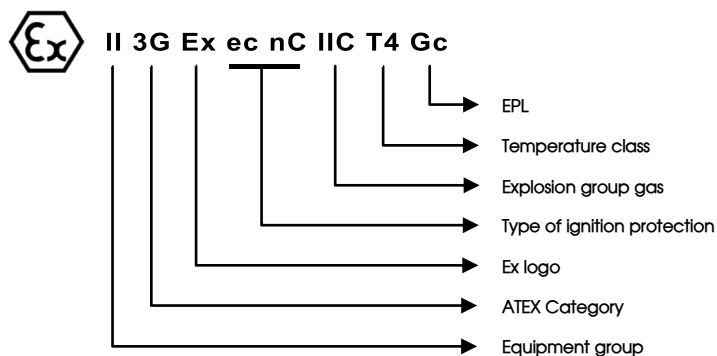 Ex II 3G Ex ec nC IIC T4 Gc
EPL
Temperature class
Explosion group gas
Type of ignition protection
Ex logo
ATEX Category
Equipment group